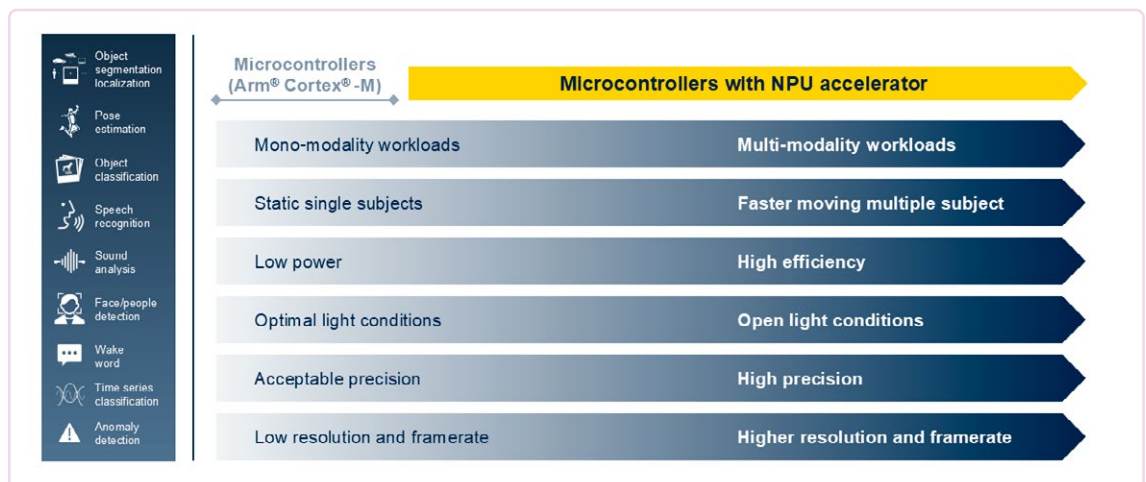 Object
segmentation
localization
Pose
estimation
Object
classification
Speech
recognition
Sound
analysis
Face/people
detection
Wake
word
Time series
classification
Anomaly
detection
Microcontrollers
(Arm® Cortex®-M)
Microcontrollers with NPU accelerator
Mono-modality workloads
Multi-modality workloads
Static single subjects
Faster moving multiple subject
Low power
High efficiency
Optimal light conditions
Open light conditions
Acceptable precision
High precision
Low resolution and framerate
Higher resolution and framerate